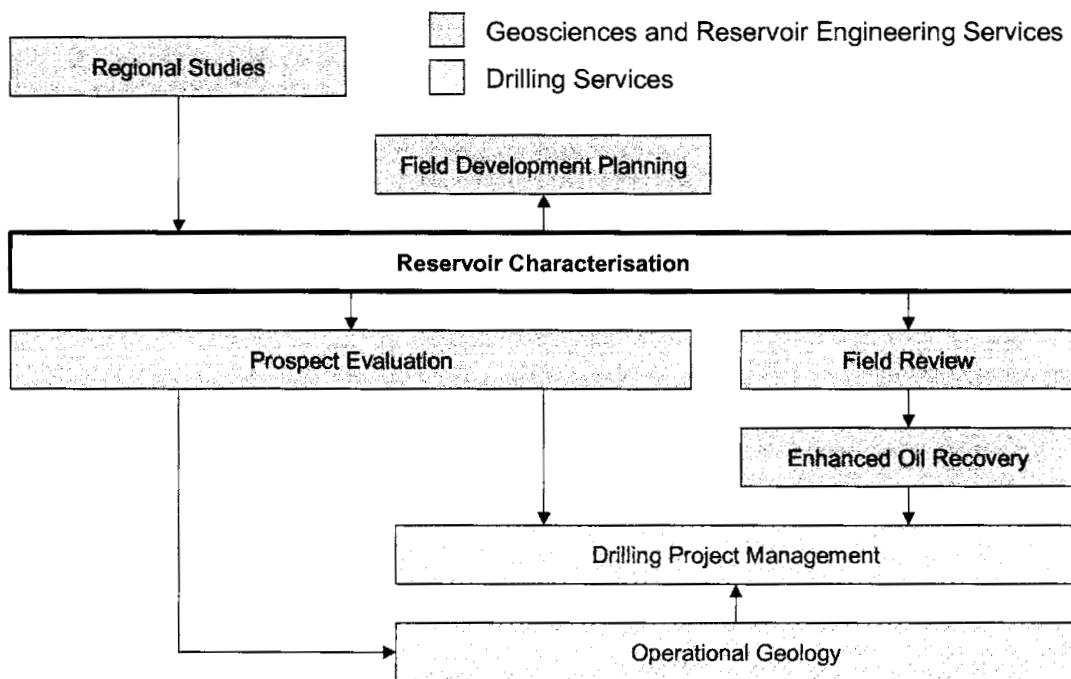 Geosciences and Reservoir Engineering Services
Regional Studies
Drilling Services
Field Development Planning
Reservoir Characterisation
Prospect Evaluation
Field Review
Enhanced Oil Recovery
Drilling Project Management
Operational Geology